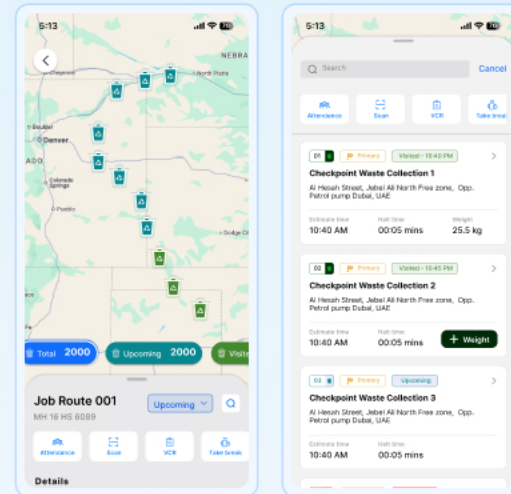 5:13
70
NEBRA
Cheyenne
North Platte
Boulder
Denver
ADO
Colorado
Springs
Pueblo
Dodge Ci
Total 2000
Upcoming 2000
Visite
Job Route 001
Upcoming
MH 16 HS 6089
Attendance
Scan
VCR
Take break
Details
5:13
70
Search
Cancel
Attendance
Scan
VCR
Take break
01 Primary Visited - 10:40 PM
Checkpoint Waste Collection 1
Al Hesah Street, Jebel Ali North Free zone, Opp.
Petrol pump Dubai, UAE
Estimate time Halt time Weight
10:40 AM 00:05 mins 25.5 kg
02 Primary Visited - 10:45 PM
Checkpoint Waste Collection 2
Al Hesah Street, Jebel Ali North Free zone, Opp.
Petrol pump Dubai, UAE
Estimate time Halt time
10:40 AM 00:05 mins + Weight
03 Primary Upcoming
Checkpoint Waste Collection 3
Al Hesah Street, Jebel Ali North Free zone, Opp.
Petrol pump Dubai, UAE
Estimate time Halt time
10:40 AM 00:05 mins